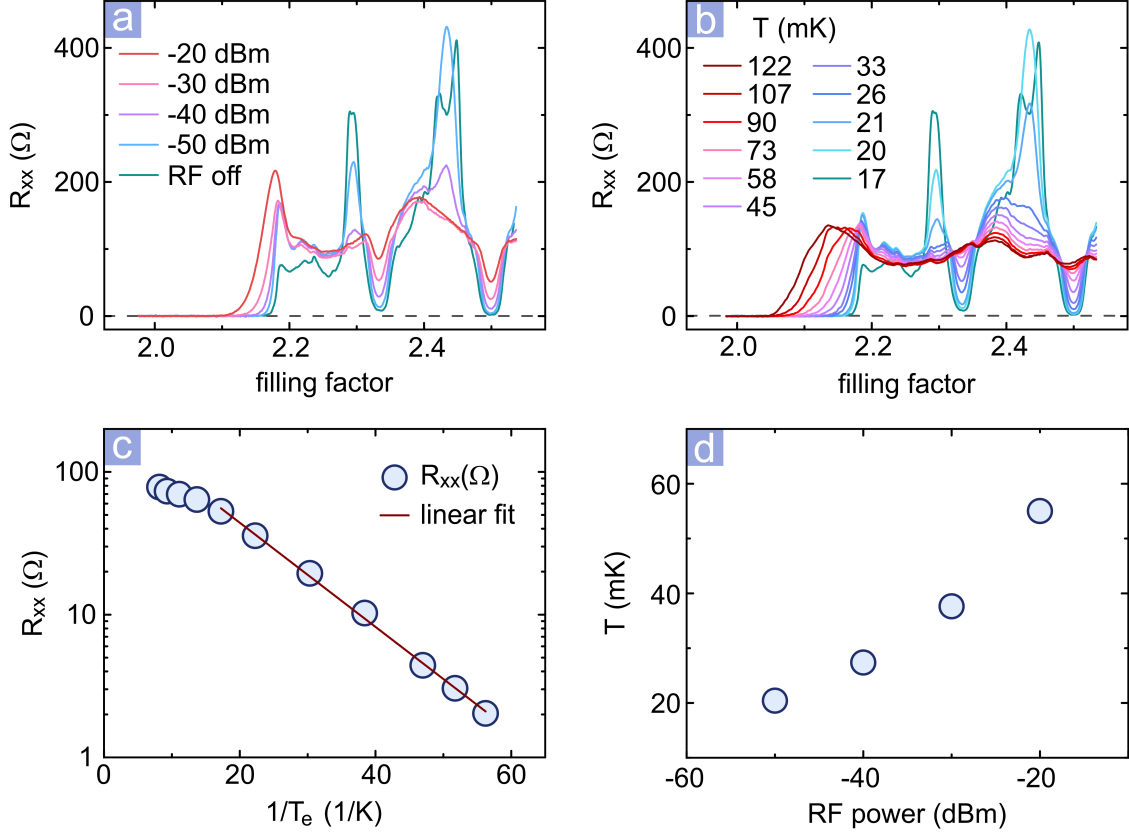 a
400
200
0
R_xx (Ω)
-20 dBm
-30 dBm
-40 dBm
-50 dBm
RF off
2.0 2.2 2.4
filling factor
b
T (mK)
400
200
0
R_xx (Ω)
122 33
107 26
90 21
73 20
58 17
45
2.0 2.2 2.4
filling factor
c
100
10
1
R_xx (Ω)
R_xx(Ω)
linear fit
0 20 40 60
1/T_e (1/K)
d
60
40
20
T (mK)
-60 -40 -20
RF power (dBm)